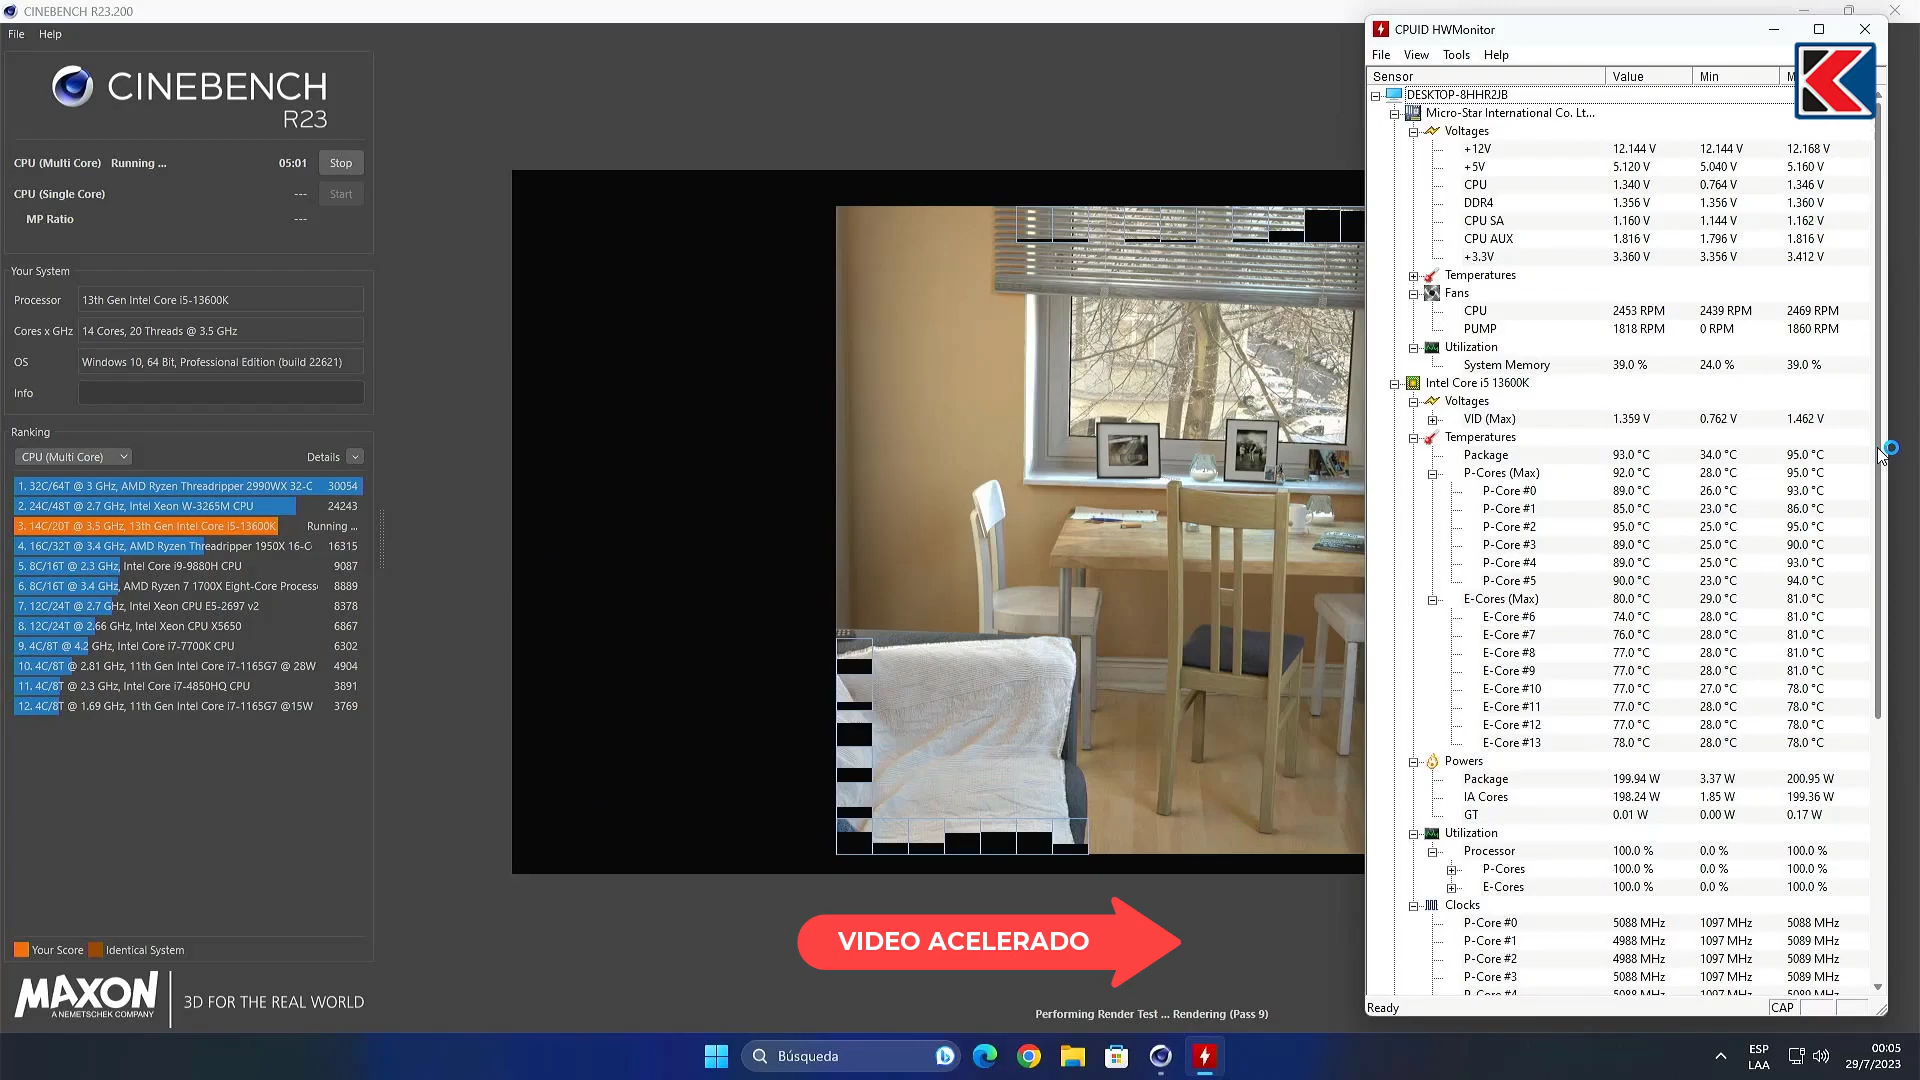 CINEBENCH R23.200
File Help
CINEBENCH
R23
CPU (Multi Core) Running ... 05:01 Stop
CPU (Single Core) --- Start
MP Ratio ---
Your System
Processor 13th Gen Intel Core i5-13600K
Cores x GHz 14 Cores, 20 Threads @ 3.5 GHz
OS Windows 10, 64 Bit, Professional Edition (build 22621)
Info
Ranking
CPU (Multi Core) Details
1. 32C/64T @ 3 GHz, AMD Ryzen Threadripper 2990WX 32-C 30054
2. 24C/48T @ 2.7 GHz, Intel Xeon W-3265M CPU 24243
3. 14C/20T @ 3.5 GHz, 13th Gen Intel Core i5-13600K Running ...
4. 16C/32T @ 3.4 GHz, AMD Ryzen Threadripper 1950X 16-C 16315
5. 8C/16T @ 2.3 GHz, Intel Core i9-9880H CPU 9087
6. 8C/16T @ 3.4 GHz, AMD Ryzen 7 1700X Eight-Core Process 8889
7. 12C/24T @ 2.7 GHz, Intel Xeon CPU E5-2697 v2 8378
8. 12C/24T @ 2.66 GHz, Intel Xeon CPU X5650 6867
9. 4C/8T @ 4.2 GHz, Intel Core i7-7700K CPU 6302
10. 4C/8T @ 2.81 GHz, 11th Gen Intel Core i7-1165G7 @ 28W 4904
11. 4C/8T @ 2.3 GHz, Intel Core i7-4850HQ CPU 3891
12. 4C/8T @ 1.69 GHz, 11th Gen Intel Core i7-1165G7 @15W 3769
Your Score Identical System
MAXON
A NEMETSCHEK COMPANY
3D FOR THE REAL WORLD
VIDEO ACELERADO
Performing Render Test ... Rendering (Pass 9)
CPUID HWMonitor
File View Tools Help
Sensor Value Min M
K
DESKTOP-8HHR2JB
Micro-Star International Co. Lt...
Voltages
+12V 12.144 V 12.144 V 12.168 V
+5V 5.120 V 5.040 V 5.160 V
CPU 1.340 V 0.764 V 1.346 V
DDR4 1.356 V 1.356 V 1.360 V
CPU SA 1.160 V 1.144 V 1.162 V
CPU AUX 1.816 V 1.796 V 1.816 V
+3.3V 3.360 V 3.356 V 3.412 V
Temperatures
Fans
CPU 2453 RPM 2439 RPM 2469 RPM
PUMP 1818 RPM 0 RPM 1860 RPM
Utilization
System Memory 39.0 % 24.0 % 39.0 %
Intel Core i5 13600K
Voltages
VID (Max) 1.359 V 0.762 V 1.462 V
Temperatures
Package 93.0 °C 34.0 °C 95.0 °C
P-Cores (Max) 92.0 °C 28.0 °C 95.0 °C
P-Core #0 89.0 °C 26.0 °C 93.0 °C
P-Core #1 85.0 °C 23.0 °C 86.0 °C
P-Core #2 95.0 °C 25.0 °C 95.0 °C
P-Core #3 89.0 °C 25.0 °C 90.0 °C
P-Core #4 89.0 °C 25.0 °C 93.0 °C
P-Core #5 90.0 °C 23.0 °C 94.0 °C
E-Cores (Max) 80.0 °C 29.0 °C 81.0 °C
E-Core #6 74.0 °C 28.0 °C 81.0 °C
E-Core #7 76.0 °C 28.0 °C 81.0 °C
E-Core #8 77.0 °C 28.0 °C 81.0 °C
E-Core #9 77.0 °C 28.0 °C 81.0 °C
E-Core #10 77.0 °C 27.0 °C 78.0 °C
E-Core #11 77.0 °C 28.0 °C 78.0 °C
E-Core #12 77.0 °C 28.0 °C 78.0 °C
E-Core #13 78.0 °C 28.0 °C 78.0 °C
Powers
Package 199.94 W 3.37 W 200.95 W
IA Cores 198.24 W 1.85 W 199.36 W
GT 0.01 W 0.00 W 0.17 W
Utilization
Processor 100.0 % 0.0 % 100.0 %
P-Cores 100.0 % 0.0 % 100.0 %
E-Cores 100.0 % 0.0 % 100.0 %
Clocks
P-Core #0 5088 MHz 1097 MHz 5088 MHz
P-Core #1 4988 MHz 1097 MHz 5089 MHz
P-Core #2 4988 MHz 1097 MHz 5089 MHz
P-Core #3 5088 MHz 1097 MHz 5089 MHz
P-Core #4 5088 MHz 1097 MHz 5089 MHz
Ready CAP
Búsqueda
ESP
LAA
00:05
29/7/2023